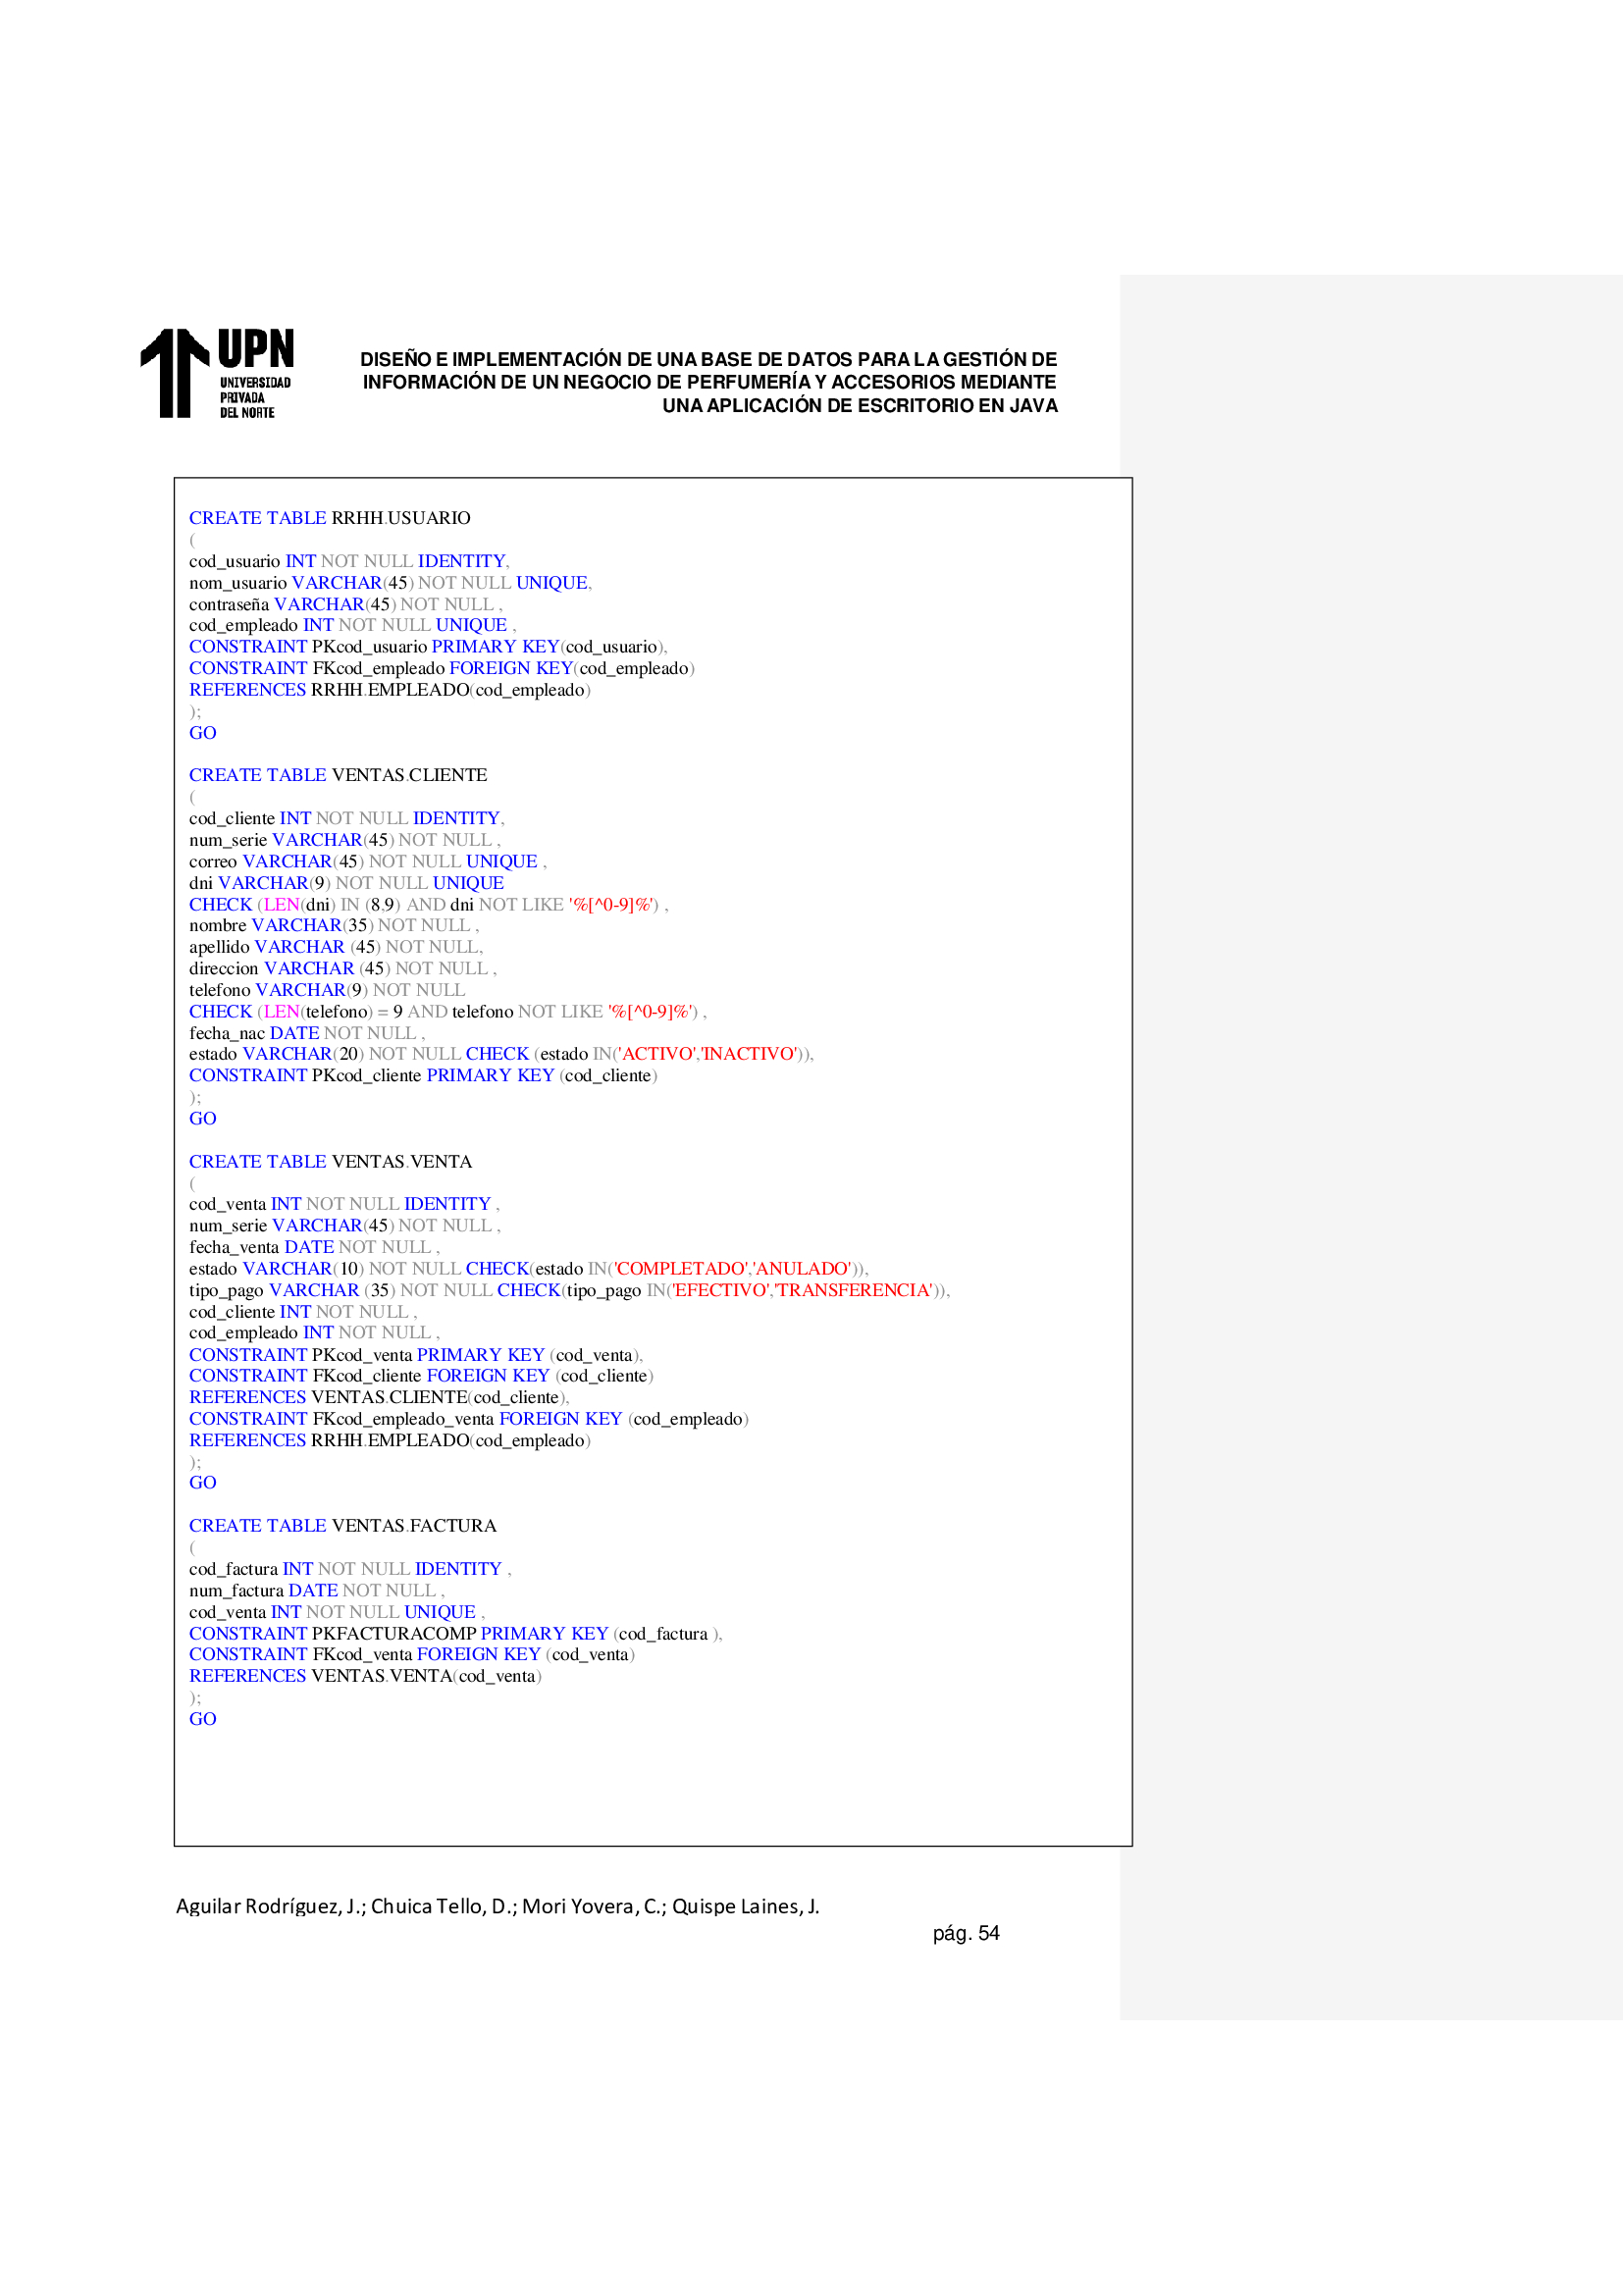 UPN
UNIVERSIDAD
PRIVADA
DEL NORTE
DISEÑO E IMPLEMENTACIÓN DE UNA BASE DE DATOS PARA LA GESTIÓN DE
INFORMACIÓN DE UN NEGOCIO DE PERFUMERÍA Y ACCESORIOS MEDIANTE
UNA APLICACIÓN DE ESCRITORIO EN JAVA
CREATE TABLE RRHH.USUARIO
(
cod_usuario INT NOT NULL IDENTITY,
nom_usuario VARCHAR(45) NOT NULL UNIQUE,
contraseña VARCHAR(45) NOT NULL ,
cod_empleado INT NOT NULL UNIQUE ,
CONSTRAINT PKcod_usuario PRIMARY KEY(cod_usuario),
CONSTRAINT FKcod_empleado FOREIGN KEY(cod_empleado)
REFERENCES RRHH.EMPLEADO(cod_empleado)
);
GO
CREATE TABLE VENTAS.CLIENTE
(
cod_cliente INT NOT NULL IDENTITY,
num_serie VARCHAR(45) NOT NULL ,
correo VARCHAR(45) NOT NULL UNIQUE ,
dni VARCHAR(9) NOT NULL UNIQUE
CHECK (LEN(dni) IN (8,9) AND dni NOT LIKE '%[^0-9]%') ,
nombre VARCHAR(35) NOT NULL ,
apellido VARCHAR (45) NOT NULL,
direccion VARCHAR (45) NOT NULL ,
telefono VARCHAR(9) NOT NULL
CHECK (LEN(telefono) = 9 AND telefono NOT LIKE '%[^0-9]%') ,
fecha_nac DATE NOT NULL ,
estado VARCHAR(20) NOT NULL CHECK (estado IN('ACTIVO','INACTIVO')),
CONSTRAINT PKcod_cliente PRIMARY KEY (cod_cliente)
);
GO
CREATE TABLE VENTAS.VENTA
(
cod_venta INT NOT NULL IDENTITY ,
num_serie VARCHAR(45) NOT NULL ,
fecha_venta DATE NOT NULL ,
estado VARCHAR(10) NOT NULL CHECK(estado IN('COMPLETADO','ANULADO')),
tipo_pago VARCHAR (35) NOT NULL CHECK(tipo_pago IN('EFECTIVO','TRANSFERENCIA')),
cod_cliente INT NOT NULL ,
cod_empleado INT NOT NULL ,
CONSTRAINT PKcod_venta PRIMARY KEY (cod_venta),
CONSTRAINT FKcod_cliente FOREIGN KEY (cod_cliente)
REFERENCES VENTAS.CLIENTE(cod_cliente),
CONSTRAINT FKcod_empleado_venta FOREIGN KEY (cod_empleado)
REFERENCES RRHH.EMPLEADO(cod_empleado)
);
GO
CREATE TABLE VENTAS.FACTURA
(
cod_factura INT NOT NULL IDENTITY ,
num_factura DATE NOT NULL ,
cod_venta INT NOT NULL UNIQUE ,
CONSTRAINT PKFACTURACOMP PRIMARY KEY (cod_factura ),
CONSTRAINT FKcod_venta FOREIGN KEY (cod_venta)
REFERENCES VENTAS.VENTA(cod_venta)
);
GO
Aguilar Rodríguez, J.; Chuica Tello, D.; Mori Yovera, C.; Quispe Laines, J.
pág. 54